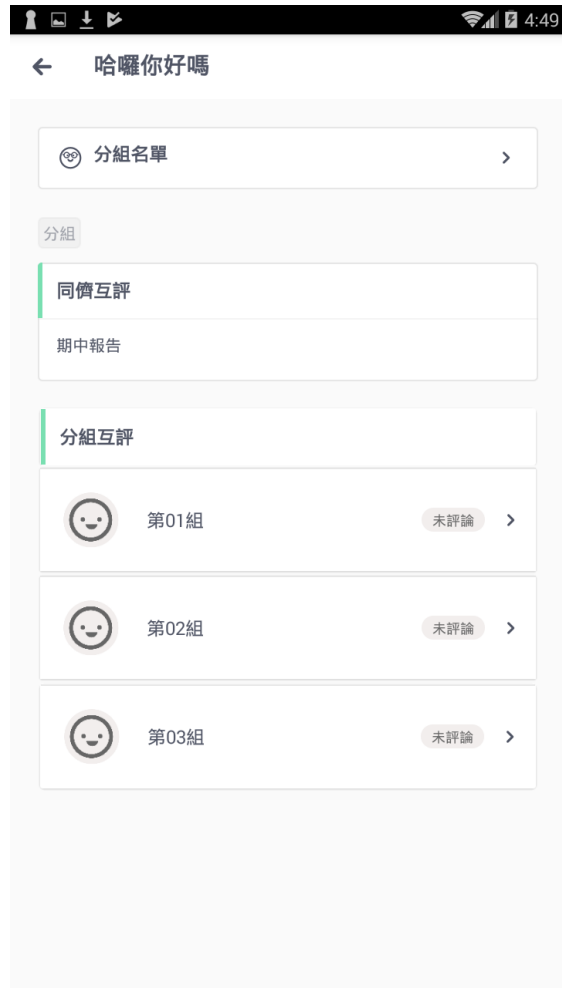 4:49
哈囉你好嗎
分組名單
分組
同儕互評
期中報告
分組互評
第01組
未評論
第02組
未評論
第03組
未評論